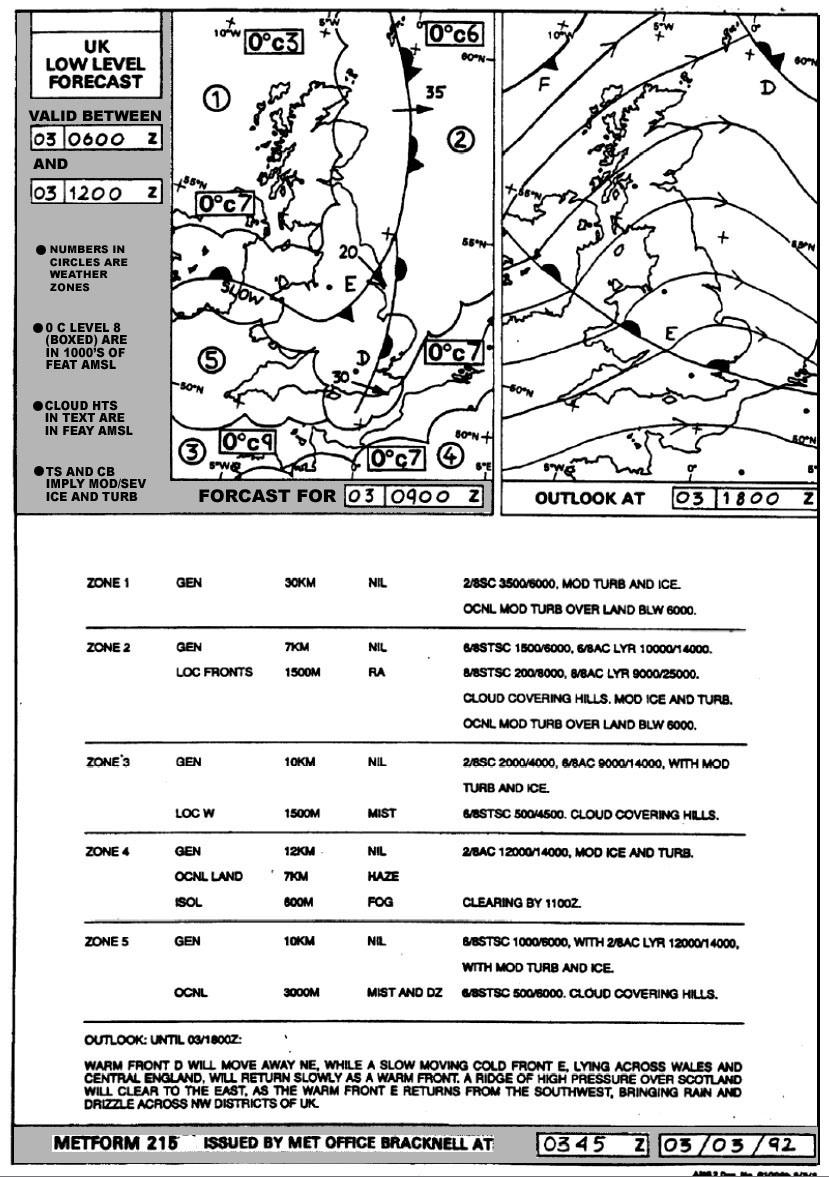 UK
LOW LEVEL
FORECAST
VALID BETWEEN
03 0600 Z
AND
03 1200 Z
● NUMBERS IN
CIRCLES ARE
WEATHER
ZONES
● 0 C LEVEL 8
(BOXED) ARE
IN 1000'S OF
FEAT AMSL
● CLOUD HTS
IN TEXT ARE
IN FEAY AMSL
● TS AND CB
IMPLY MOD/SEV
ICE AND TURB
10°W
5°W
0°
0°c3
0°c6
60°N
1
35
2
55°N
0°c7
55°N
20
E
SLOW
5
D
0°c7
30
50°N
0°c9
3
0°c7
4
50°N
5°W
0°
5°E
FORCAST FOR 03 0900 Z
10°W
5°W
0°
60°N
F
D
55°N
55°N
E
50°N
50°N
5°W
0°
OUTLOOK AT 03 1800 Z
ZONE 1 GEN 30KM NIL 2/8SC 3500/6000, MOD TURB AND ICE.
OCNL MOD TURB OVER LAND BLW 6000.
ZONE 2 GEN 7KM NIL 6/8STSC 1500/6000, 6/8AC LYR 10000/14000.
LOC FRONTS 1500M RA 8/8STSC 200/8000, 8/8AC LYR 9000/25000.
CLOUD COVERING HILLS. MOD ICE AND TURB.
OCNL MOD TURB OVER LAND BLW 6000.
ZONE 3 GEN 10KM NIL 2/8SC 2000/4000, 6/8AC 9000/14000, WITH MOD
TURB AND ICE.
LOC W 1500M MIST 6/8STSC 500/4500. CLOUD COVERING HILLS.
ZONE 4 GEN 12KM NIL 2/8AC 12000/14000, MOD ICE AND TURB.
OCNL LAND 7KM HAZE
ISOL 600M FOG CLEARING BY 1100Z.
ZONE 5 GEN 10KM NIL 6/8STSC 1000/6000, WITH 2/8AC LYR 12000/14000,
WITH MOD TURB AND ICE.
OCNL 3000M MIST AND DZ 6/8STSC 500/6000. CLOUD COVERING HILLS.
OUTLOOK: UNTIL 03/1800Z:
WARM FRONT D WILL MOVE AWAY NE, WHILE A SLOW MOVING COLD FRONT E, LYING ACROSS WALES AND
CENTRAL ENGLAND, WILL RETURN SLOWLY AS A WARM FRONT. A RIDGE OF HIGH PRESSURE OVER SCOTLAND
WILL CLEAR TO THE EAST, AS THE WARM FRONT E RETURNS FROM THE SOUTHWEST, BRINGING RAIN AND
DRIZZLE ACROSS NW DISTRICTS OF UK.
METFORM 215 ISSUED BY MET OFFICE BRACKNELL AT 0345 Z 03/03/92